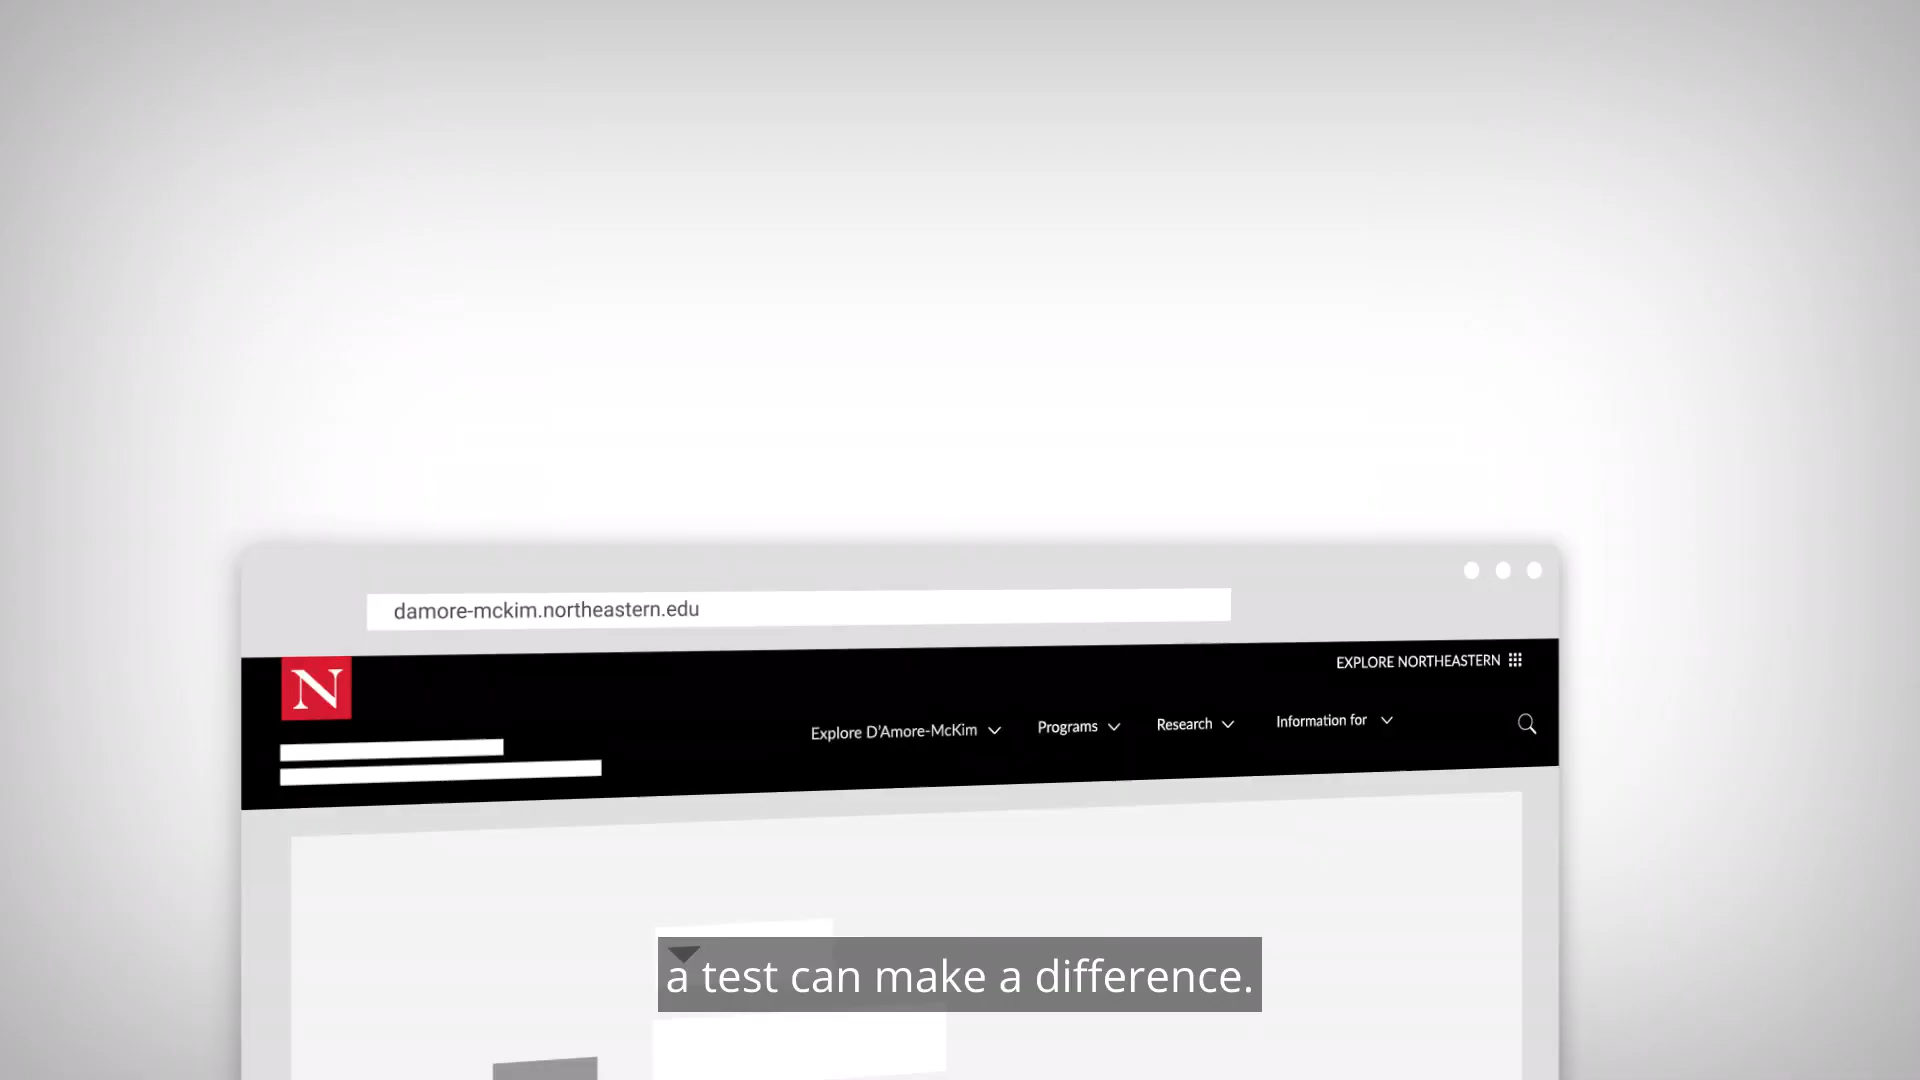 damore-mckim.northeastern.edu
EXPLORE NORTHEASTERN
N
Explore D'Amore-McKim Programs Research Information for
a test can make a difference.